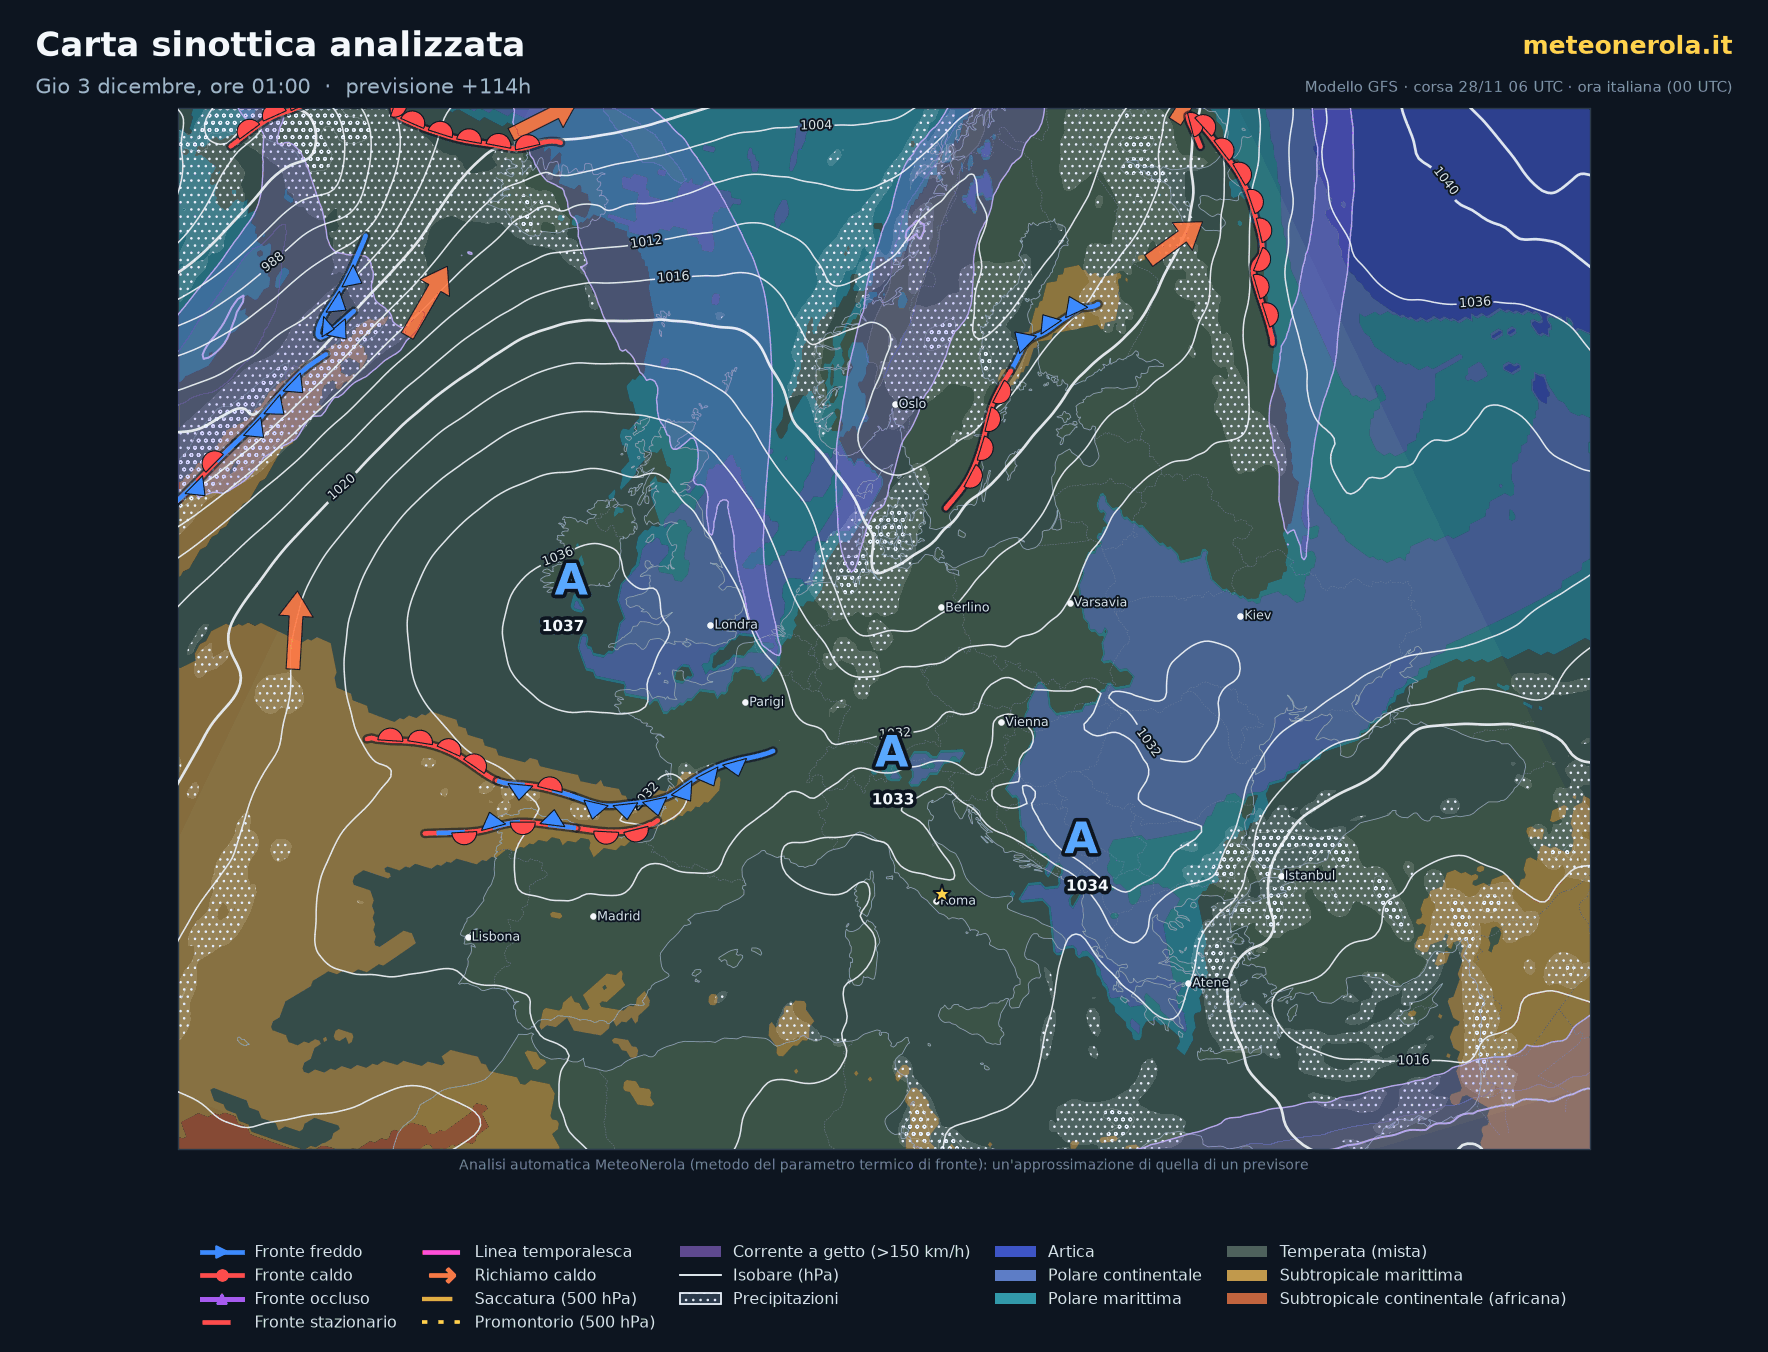 Carta sinottica analizzata
meteonerola.it
Gio 3 dicembre, ore 01:00 · previsione +114h
Modello GFS · corsa 28/11 06 UTC · ora italiana (00 UTC)
1004
1040
1012
988
1016
1036
Oslo
1020
1036
A
1037
Berlino
Varsavia
Kiev
Londra
Parigi
Vienna
1032
A
1033
1032
1032
A
1034
Istanbul
Roma
Madrid
Lisbona
Atene
1016
Analisi automatica MeteoNerola (metodo del parametro termico di fronte): un'approssimazione di quella di un previsore
Fronte freddo
Fronte caldo
Fronte occluso
Fronte stazionario
Linea temporalesca
Richiamo caldo
Saccatura (500 hPa)
Promontorio (500 hPa)
Corrente a getto (>150 km/h)
Isobare (hPa)
Precipitazioni
Artica
Polare continentale
Polare marittima
Temperata (mista)
Subtropicale marittima
Subtropicale continentale (africana)